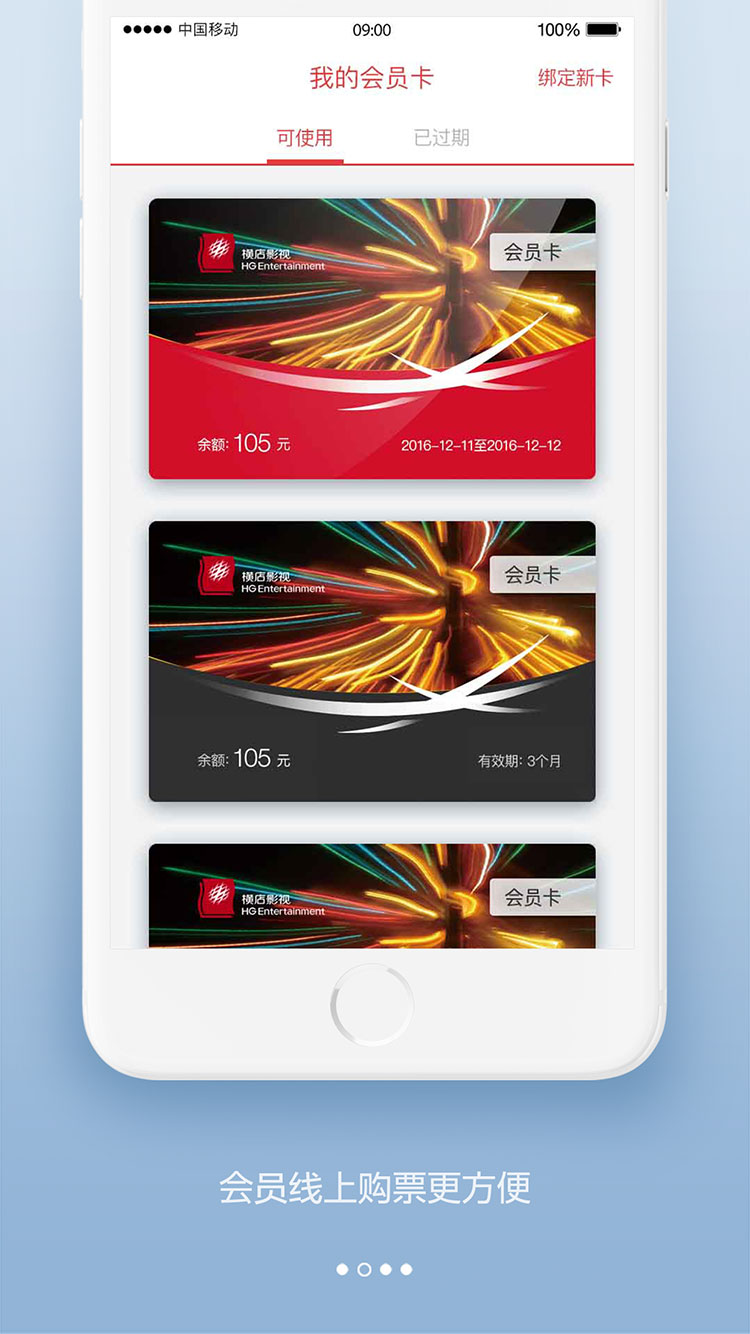 中国移动 09:00 100%
我的会员卡 绑定新卡
可使用 已过期
横店影视
HG Entertainment
会员卡
余额: 105 元 2016-12-11至2016-12-12
横店影视
HG Entertainment
会员卡
余额: 105 元 有效期: 3个月
横店影视
HG Entertainment
会员卡
会员线上购票更方便